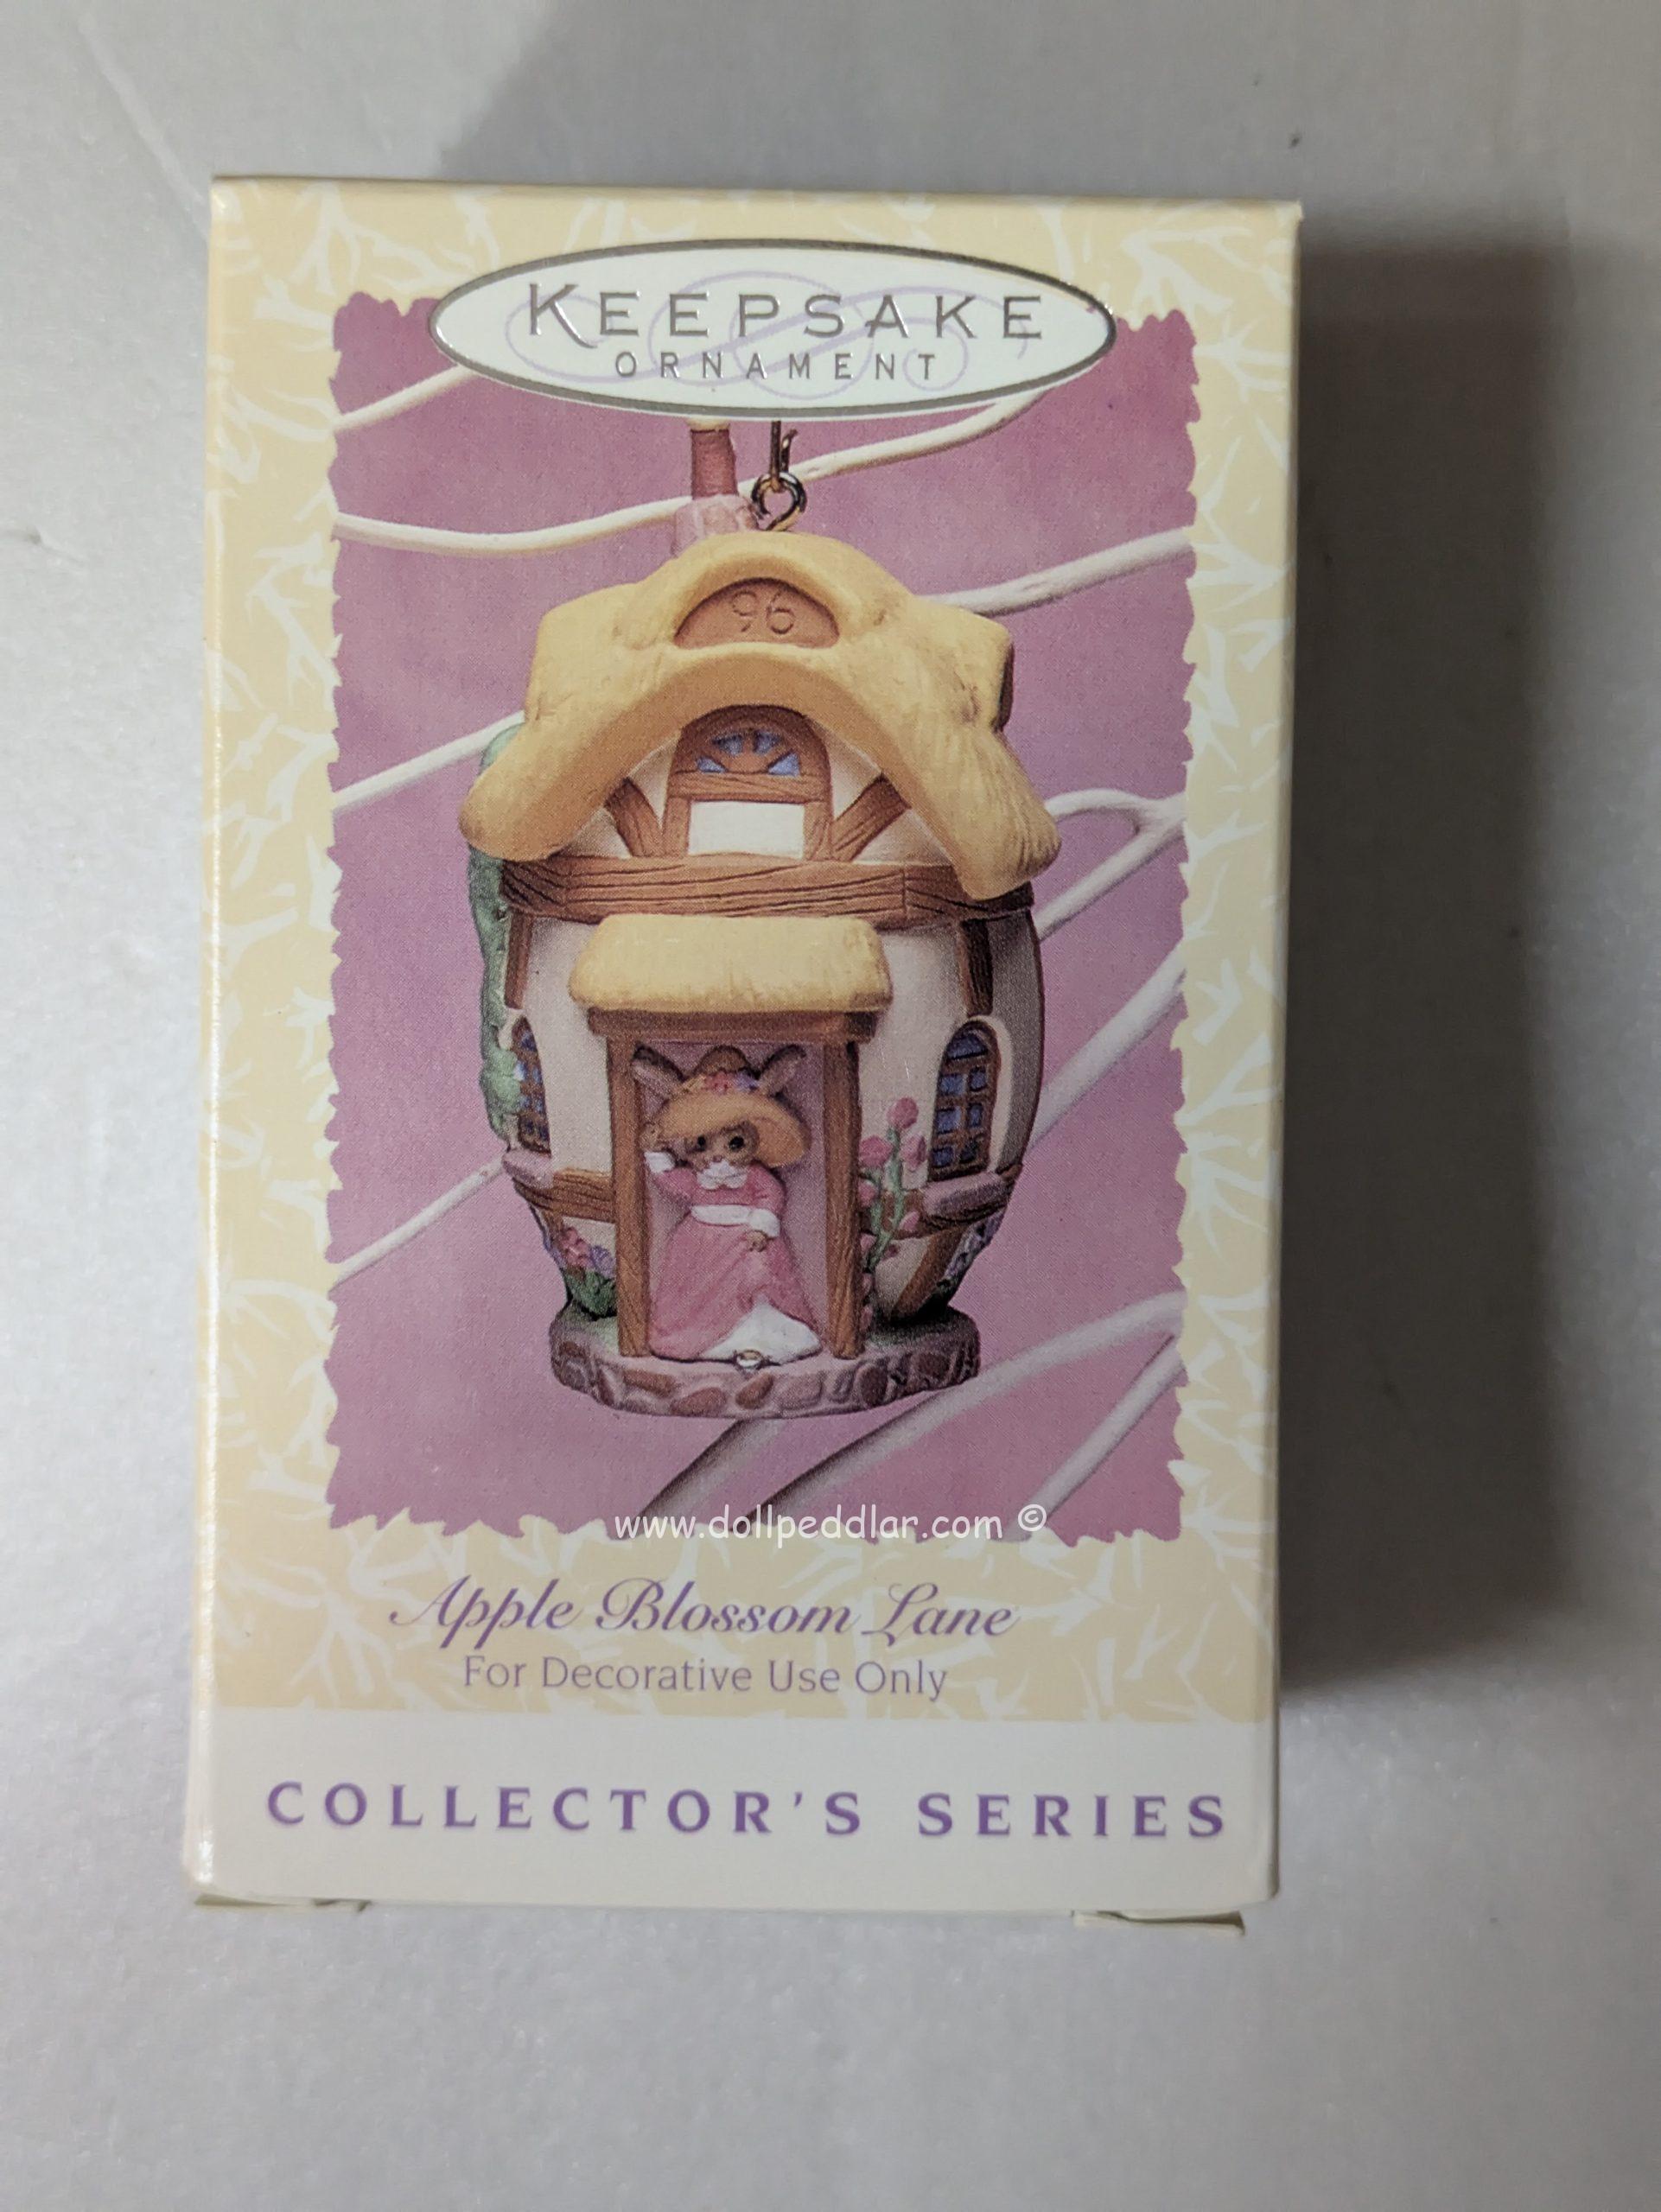 KEEPSAKE
ORNAMENT
96
www.dollpeddlar.com ©
Apple Blossom Lane
For Decorative Use Only
COLLECTOR'S SERIES